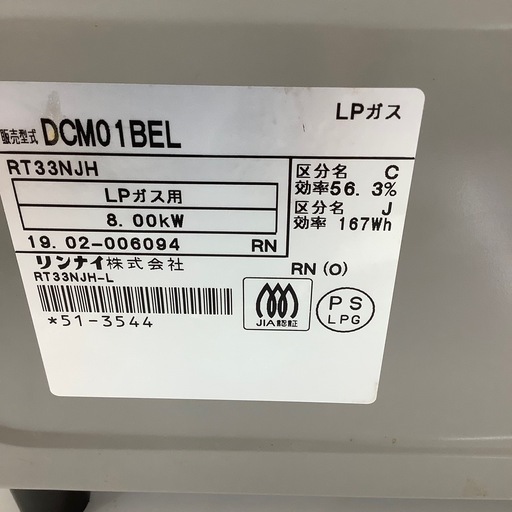 LPガス
販売型式 DCM01BEL
RT33NJH
LPガス用
8.00kW
19.02-006094 RN
区分名 C
効率56.3%
区分名 J
効率 167Wh
リンナイ株式会社
RN (O)
RT33NJH-L
*51-3544
JIA認証
PS
LPG